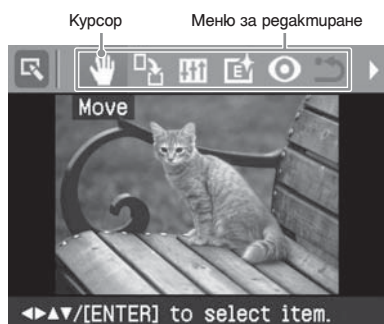 Курсор
Меню за редактиране
Move
◄►▲▼/[ENTER] to select item.